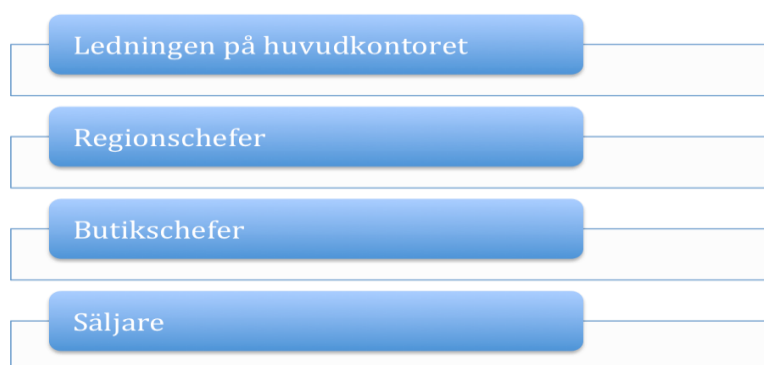 Ledningen på huvudkontoret
Regionschefer
Butikschefer
Säljare